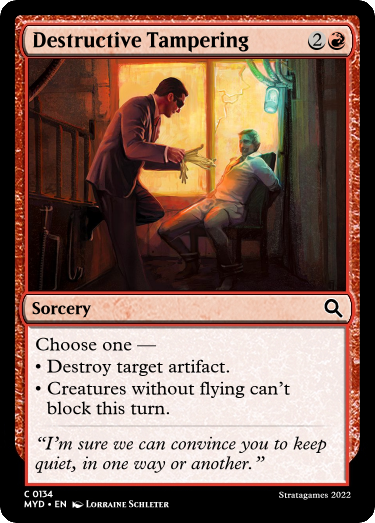 Destructive Tampering 2
Sorcery
Choose one —
• Destroy target artifact.
• Creatures without flying can't
block this turn.
“I'm sure we can convince you to keep
quiet, in one way or another.”
C 0134
Stratagames 2022
MYD • EN Lorraine Schleter